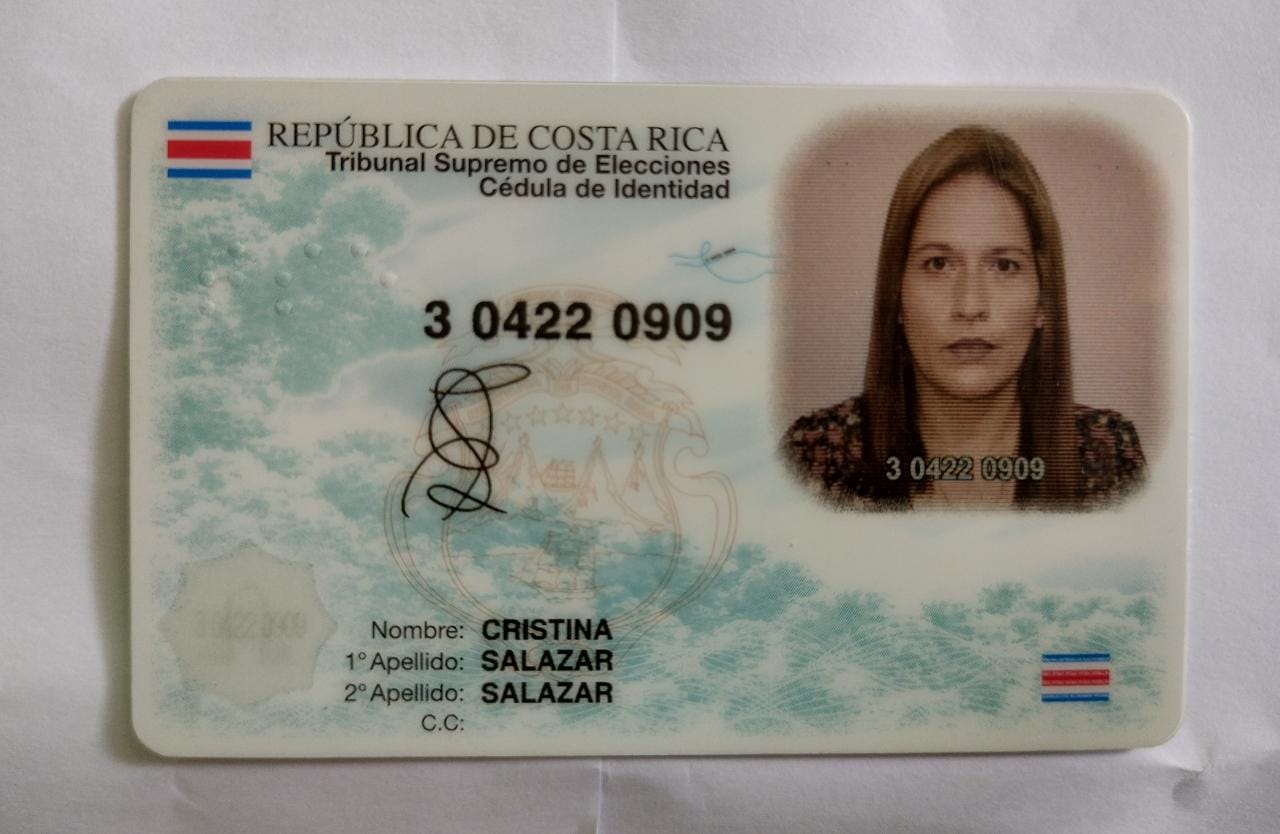 REPÚBLICA DE COSTA RICA
Tribunal Supremo de Elecciones
Cédula de Identidad
3 0422 0909
3 0422 0909
3 0422 0909
Nombre: CRISTINA
1° Apellido: SALAZAR
2° Apellido: SALAZAR
C.C: